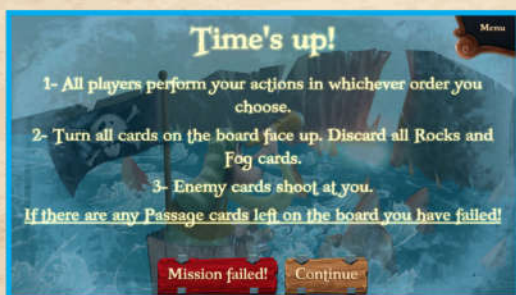 Menu
Time's up!
1- All players perform your actions in whichever order you
choose.
2- Turn all cards on the board face up. Discard all Rocks and
Fog cards.
3- Enemy cards shoot at you.
If there are any Passage cards left on the board you have failed!
Mission failed!
Continue